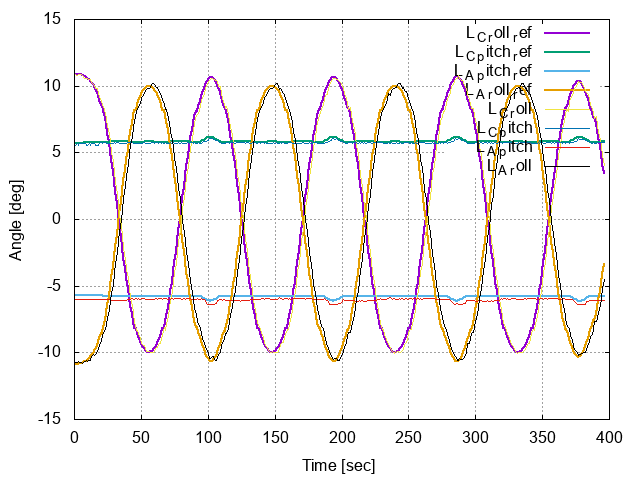 15
10
5
0
-5
-10
-15
Angle [deg]
L_Croll_ref
L_Cpitch_ref
L_Apitch_ref
L_Aroll_ref
L_Croll
L_Cpitch
L_Apitch
L_Aroll
0 50 100 150 200 250 300 350 400
Time [sec]